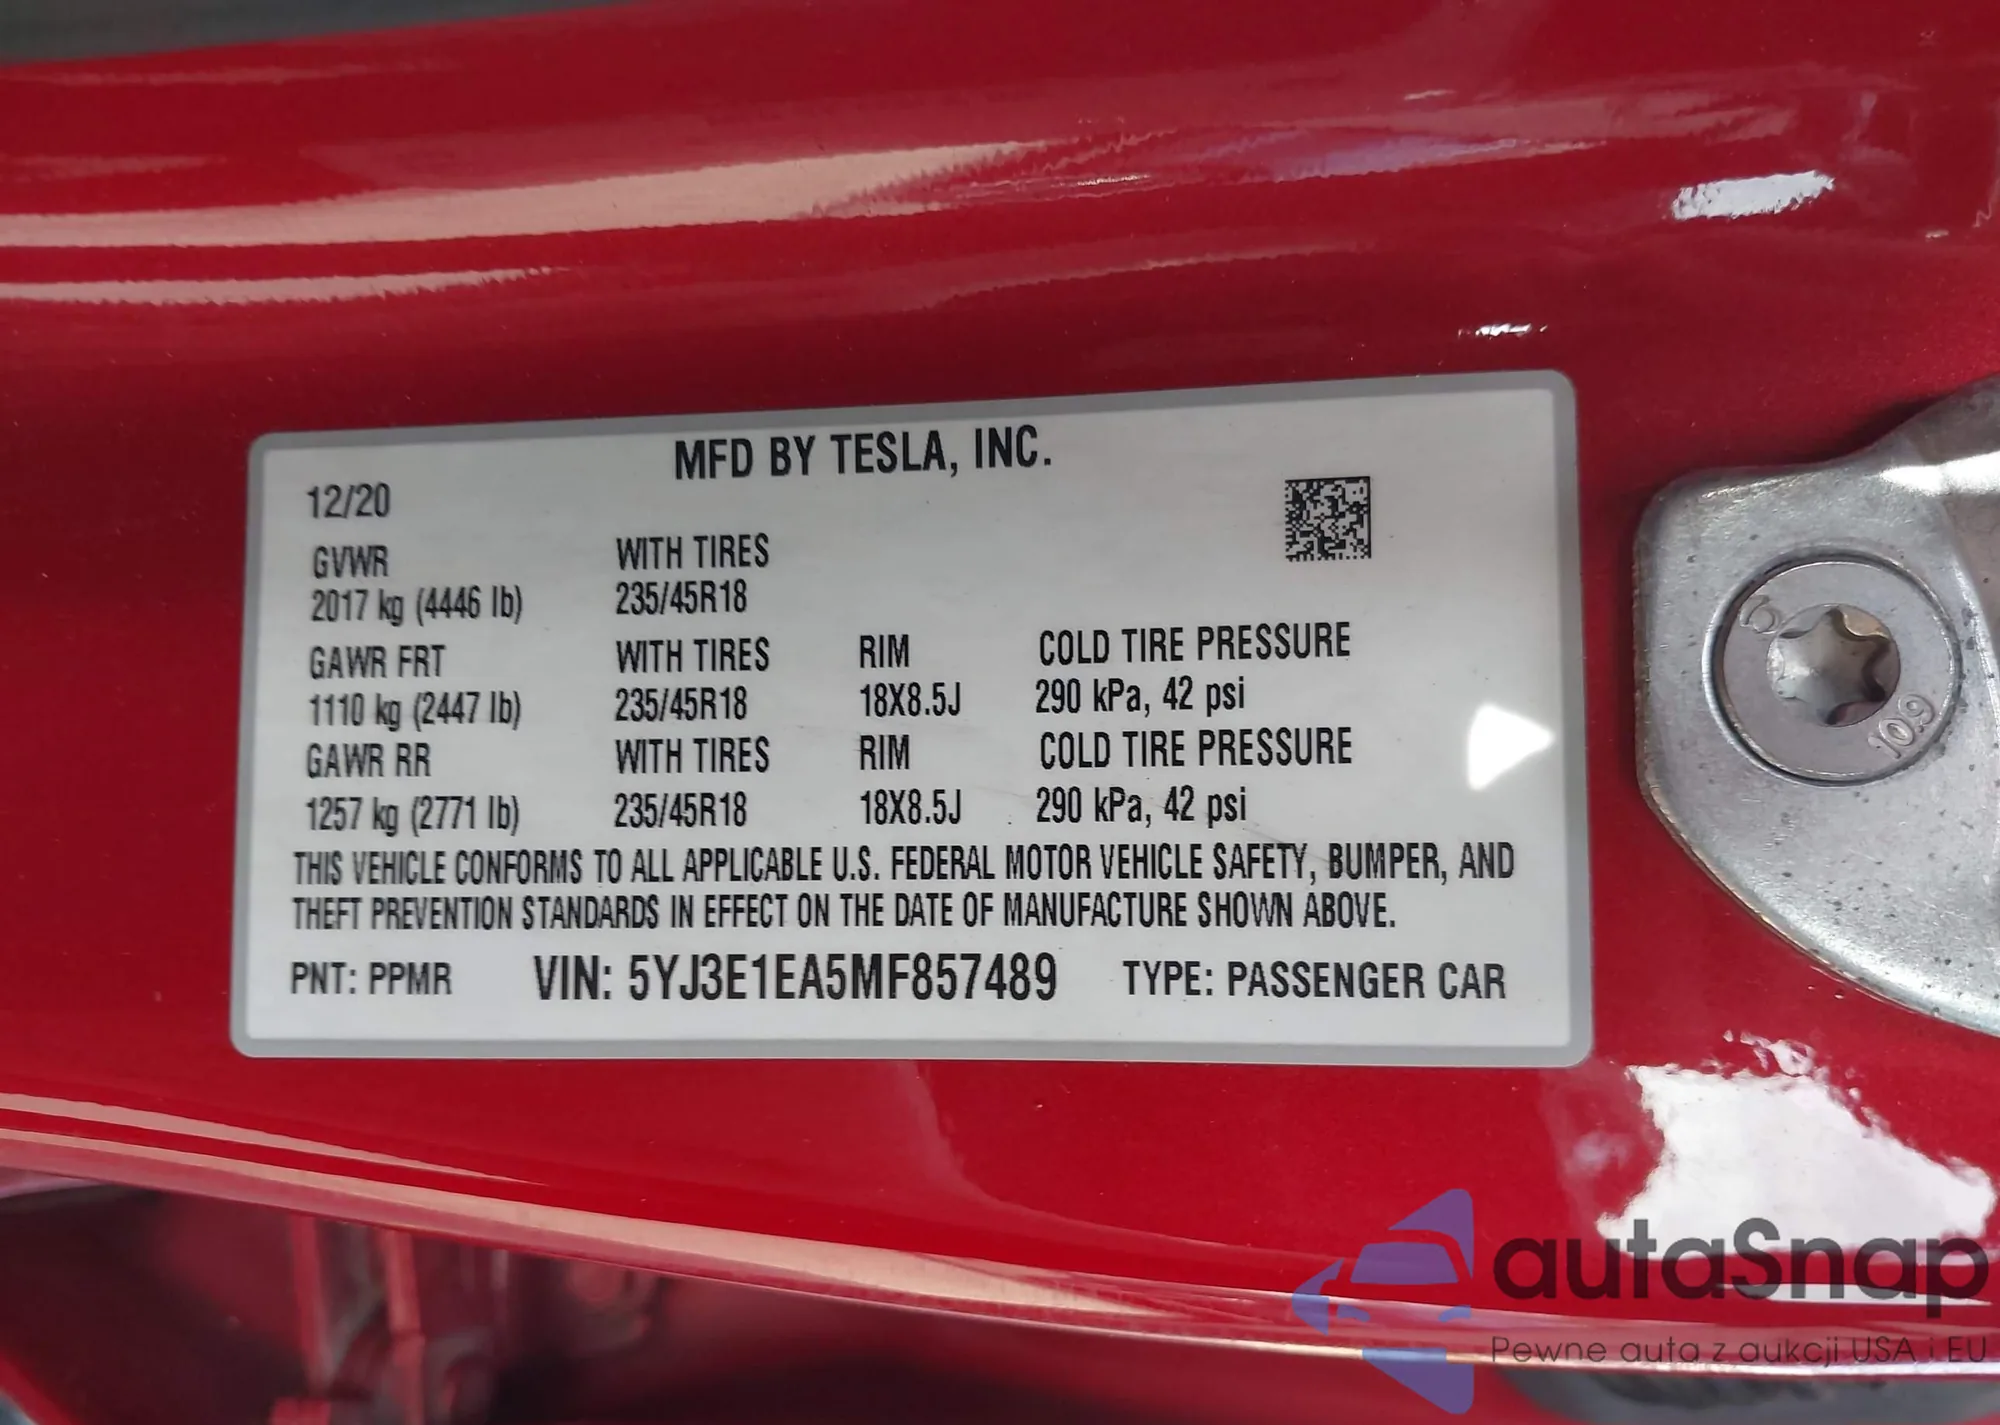 MFD BY TESLA, INC.
12/20
GVWR WITH TIRES
2017 kg (4446 lb) 235/45R18
GAWR FRT WITH TIRES RIM COLD TIRE PRESSURE
1110 kg (2447 lb) 235/45R18 18X8.5J 290 kPa, 42 psi
GAWR RR WITH TIRES RIM COLD TIRE PRESSURE
1257 kg (2771 lb) 235/45R18 18X8.5J 290 kPa, 42 psi
THIS VEHICLE CONFORMS TO ALL APPLICABLE U.S. FEDERAL MOTOR VEHICLE SAFETY, BUMPER, AND
THEFT PREVENTION STANDARDS IN EFFECT ON THE DATE OF MANUFACTURE SHOWN ABOVE.
PNT: PPMR VIN: 5YJ3E1EA5MF857489 TYPE: PASSENGER CAR
10.9
autaSnap
Pewne auta z aukcji USA i EU